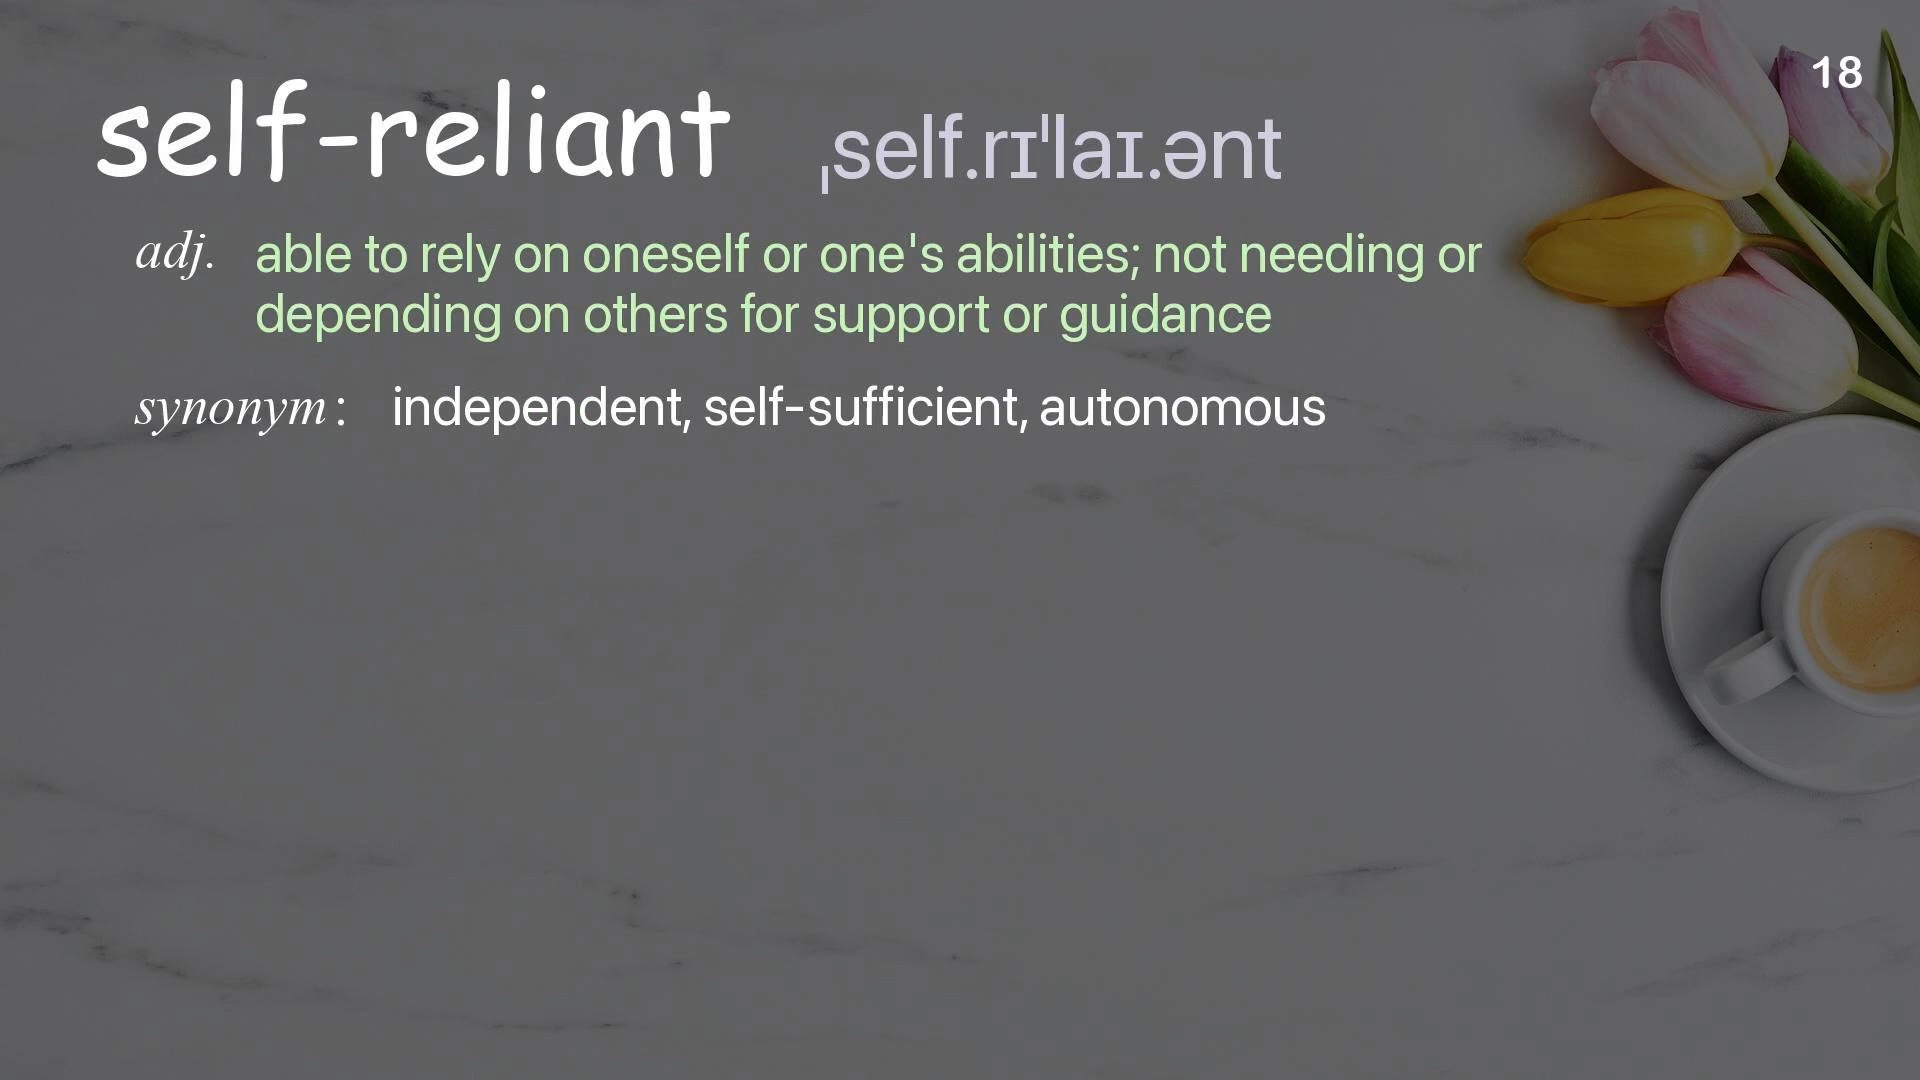 18
self-reliant ˌself.rɪˈlaɪ.ənt
adj. able to rely on oneself or one's abilities; not needing or
depending on others for support or guidance
synonym: independent, self-sufficient, autonomous